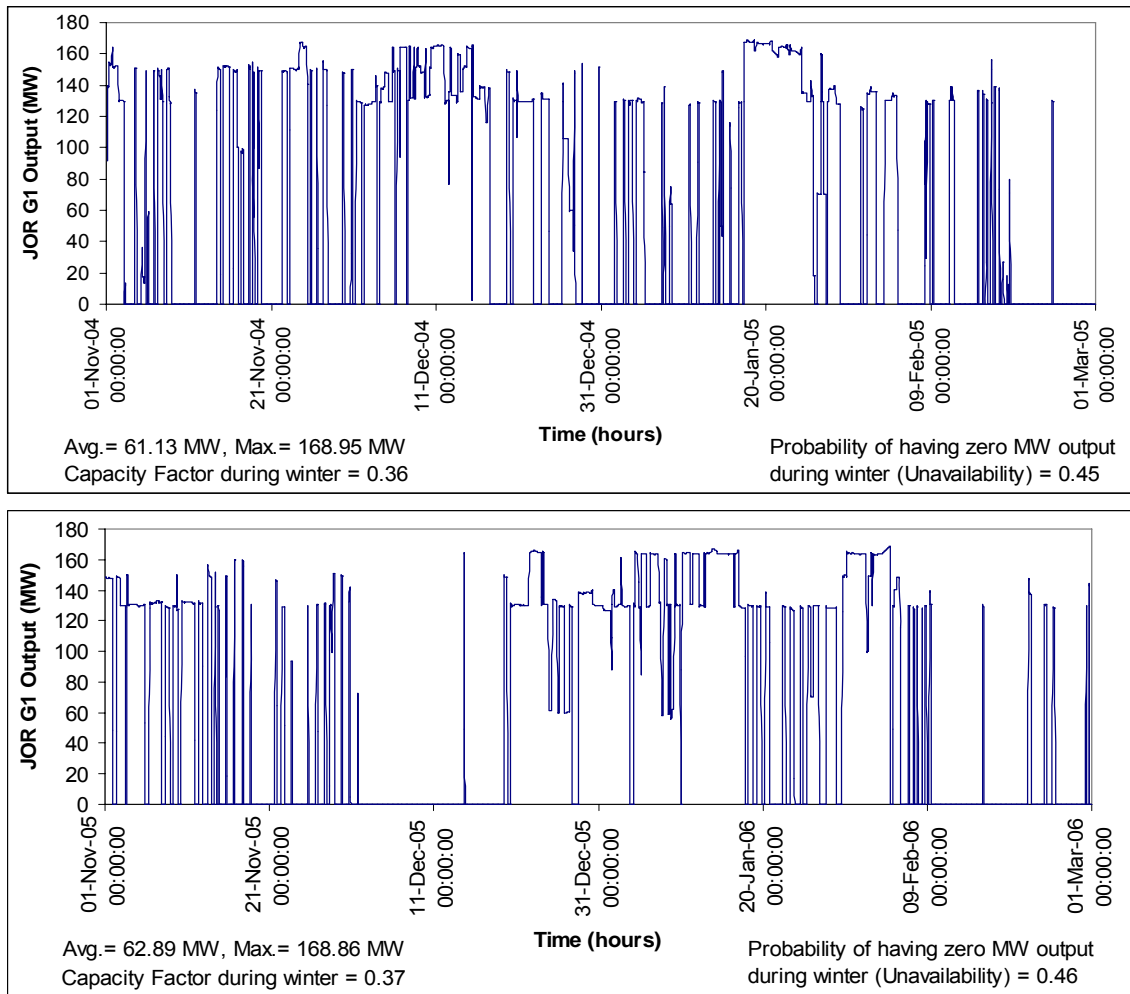 180
160
140
120
100
80
60
40
20
0
JOR G1 Output (MW)
01-Nov-04 00:00:00
21-Nov-04 00:00:00
11-Dec-04 00:00:00
31-Dec-04 00:00:00
20-Jan-05 00:00:00
09-Feb-05 00:00:00
01-Mar-05 00:00:00
Time (hours)
Avg.= 61.13 MW, Max.= 168.95 MW
Capacity Factor during winter = 0.36
Probability of having zero MW output
during winter (Unavailability) = 0.45
180
160
140
120
100
80
60
40
20
0
JOR G1 Output (MW)
01-Nov-05 00:00:00
21-Nov-05 00:00:00
11-Dec-05 00:00:00
31-Dec-05 00:00:00
20-Jan-06 00:00:00
09-Feb-06 00:00:00
01-Mar-06 00:00:00
Time (hours)
Avg.= 62.89 MW, Max.= 168.86 MW
Capacity Factor during winter = 0.37
Probability of having zero MW output
during winter (Unavailability) = 0.46